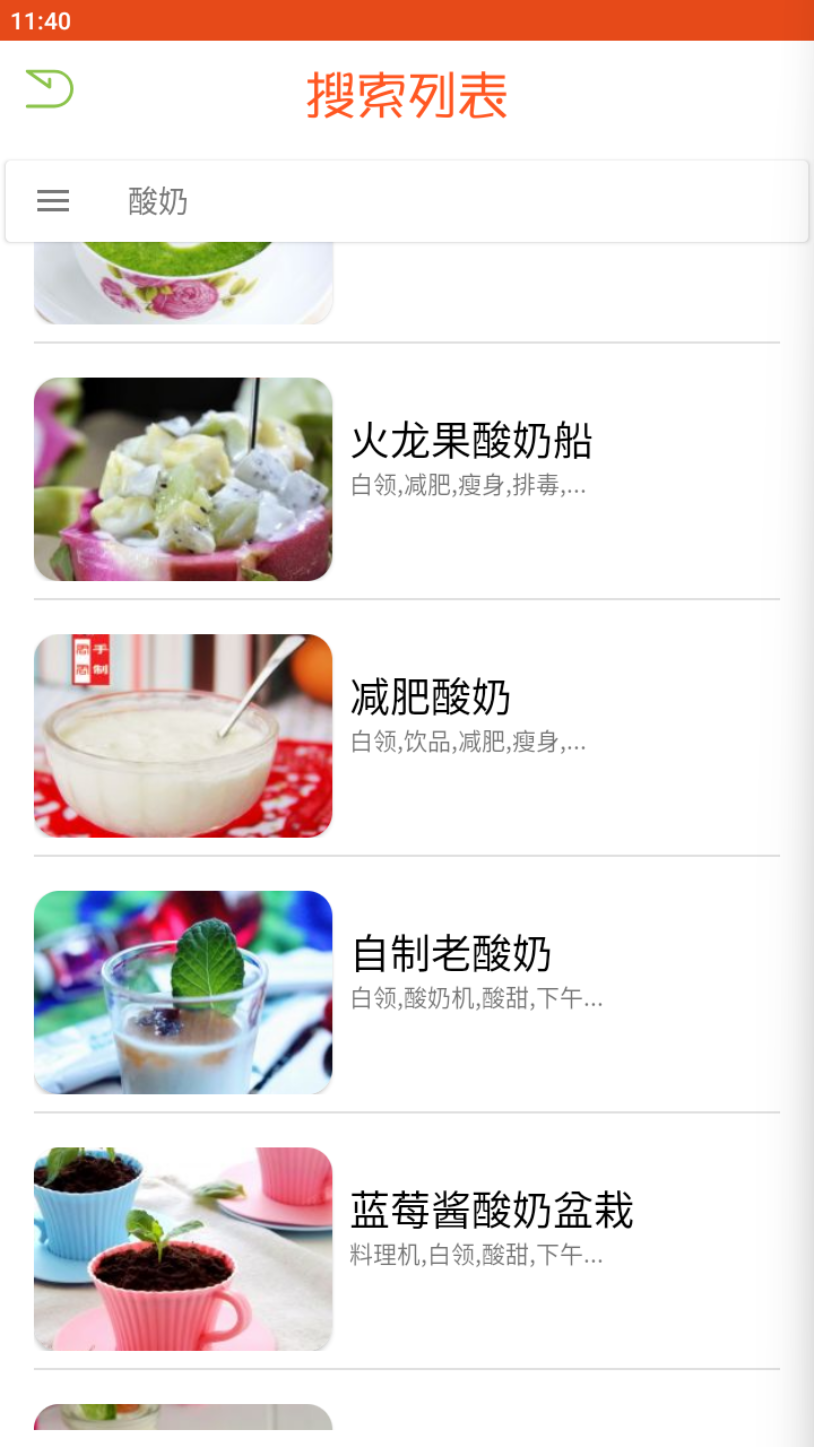 11:40
搜索列表
酸奶
火龙果酸奶船
白领,减肥,瘦身,排毒,...
手制
减肥酸奶
白领,饮品,减肥,瘦身,...
自制老酸奶
白领,酸奶机,酸甜,下午...
蓝莓酱酸奶盆栽
料理机,白领,酸甜,下午...